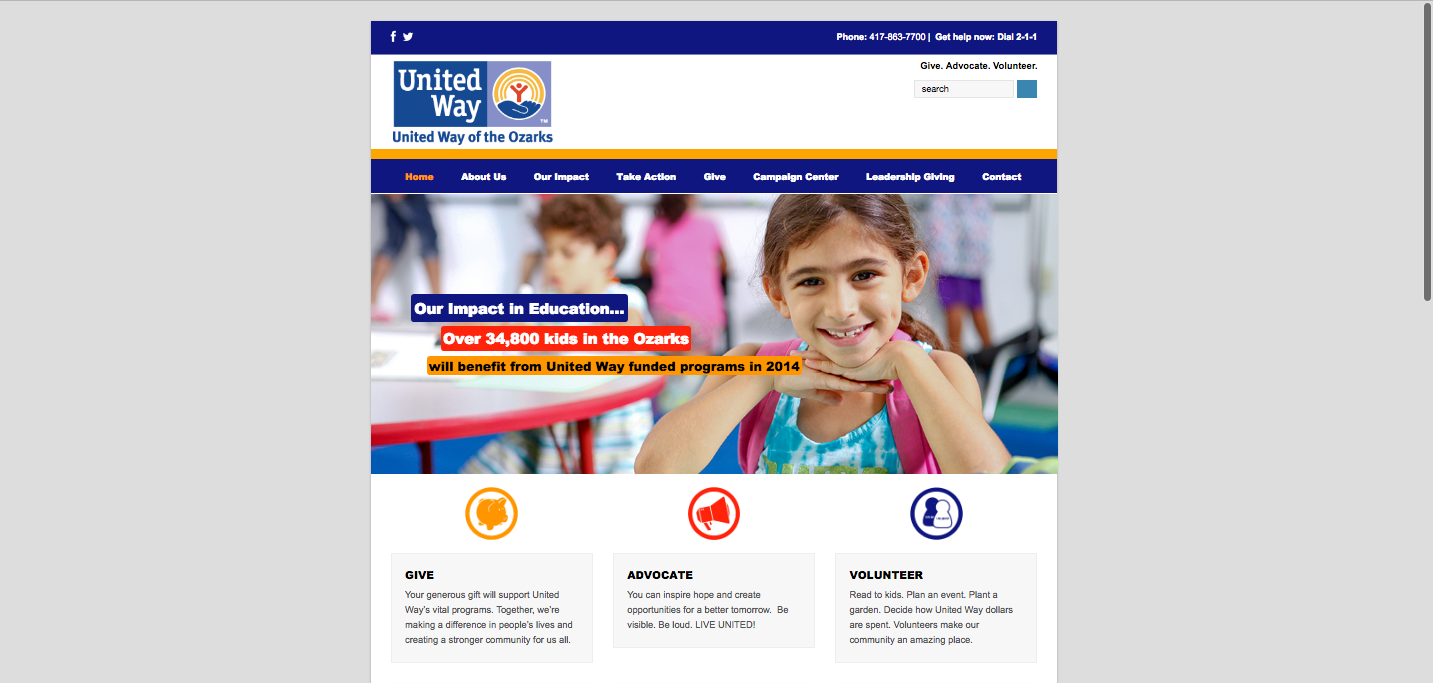 Phone: 417-863-7700 | Get help now: Dial 2-1-1
Give. Advocate. Volunteer.
search
United
Way
TM
United Way of the Ozarks
Home About Us Our Impact Take Action Give Campaign Center Leadership Giving Contact
Our Impact in Education...
Over 34,800 kids in the Ozarks
will benefit from United Way funded programs in 2014
GIVE
Your generous gift will support United
Way's vital programs. Together, we're
making a difference in people's lives and
creating a stronger community for us all.
ADVOCATE
You can inspire hope and create
opportunities for a better tomorrow.  Be
visible. Be loud. LIVE UNITED!
VOLUNTEER
Read to kids. Plan an event. Plant a
garden. Decide how United Way dollars
are spent. Volunteers make our
community an amazing place.